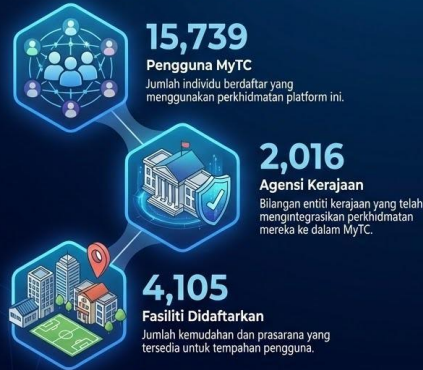 15,739
Pengguna MyTC
Jumlah individu berdaftar yang
menggunakan perkhidmatan platform ini.
2,016
Agensi Kerajaan
Bilangan entiti kerajaan yang telah
mengintegrasikan perkhidmatan
mereka ke dalam MyTC.
4,105
Fasiliti Didaftarkan
Jumlah kemudahan dan prasarana yang
tersedia untuk tempahan pengguna.